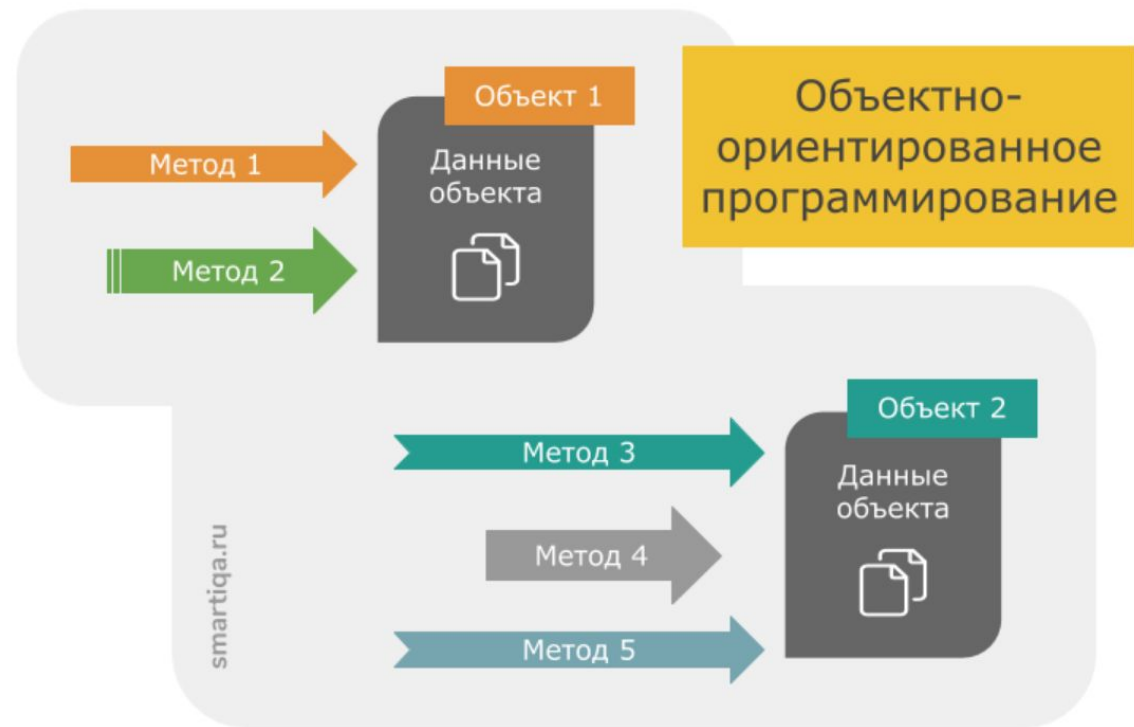 Объектно-
ориентированное
программирование
Объект 1
Метод 1
Данные
объекта
Метод 2
Объект 2
Метод 3
Данные
объекта
Метод 4
Метод 5
smartiqa.ru